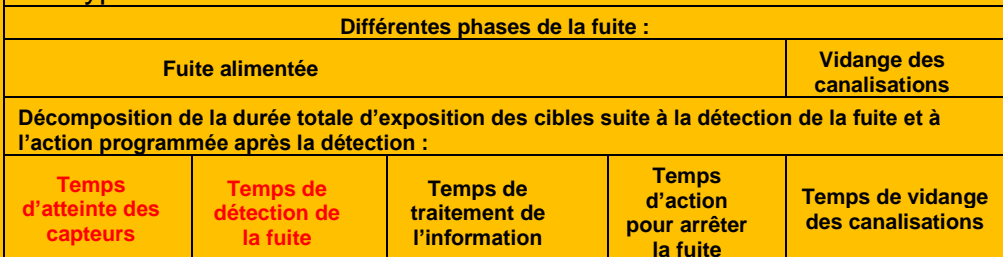 Différentes phases de la fuite :
Fuite alimentée
Vidange des
canalisations
Décomposition de la durée totale d’exposition des cibles suite à la détection de la fuite et à
l’action programmée après la détection :
Temps
d’atteinte des
capteurs
Temps de
détection de
la fuite
Temps de
traitement de
l’information
Temps
d’action
pour arrêter
la fuite
Temps de vidange
des canalisations